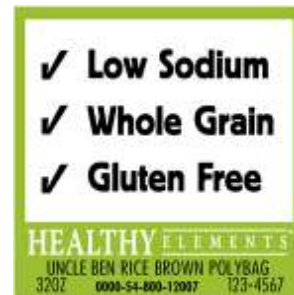 ✓ Low Sodium
✓ Whole Grain
✓ Gluten Free
HEALTHY ELEMENTS
UNCLE BEN RICE BROWN POLYBAG
32OZ 0000-54-800-12007 123-4567